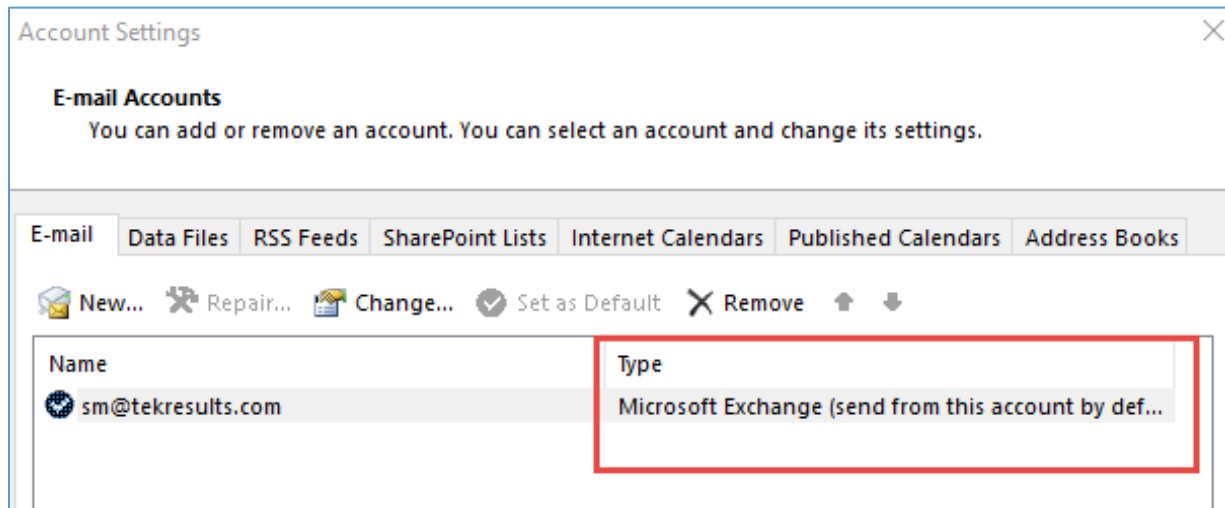 Account Settings
E-mail Accounts
You can add or remove an account. You can select an account and change its settings.
E-mail Data Files RSS Feeds SharePoint Lists Internet Calendars Published Calendars Address Books
New... Repair... Change... Set as Default Remove
Name Type
sm@tekresults.com Microsoft Exchange (send from this account by def...